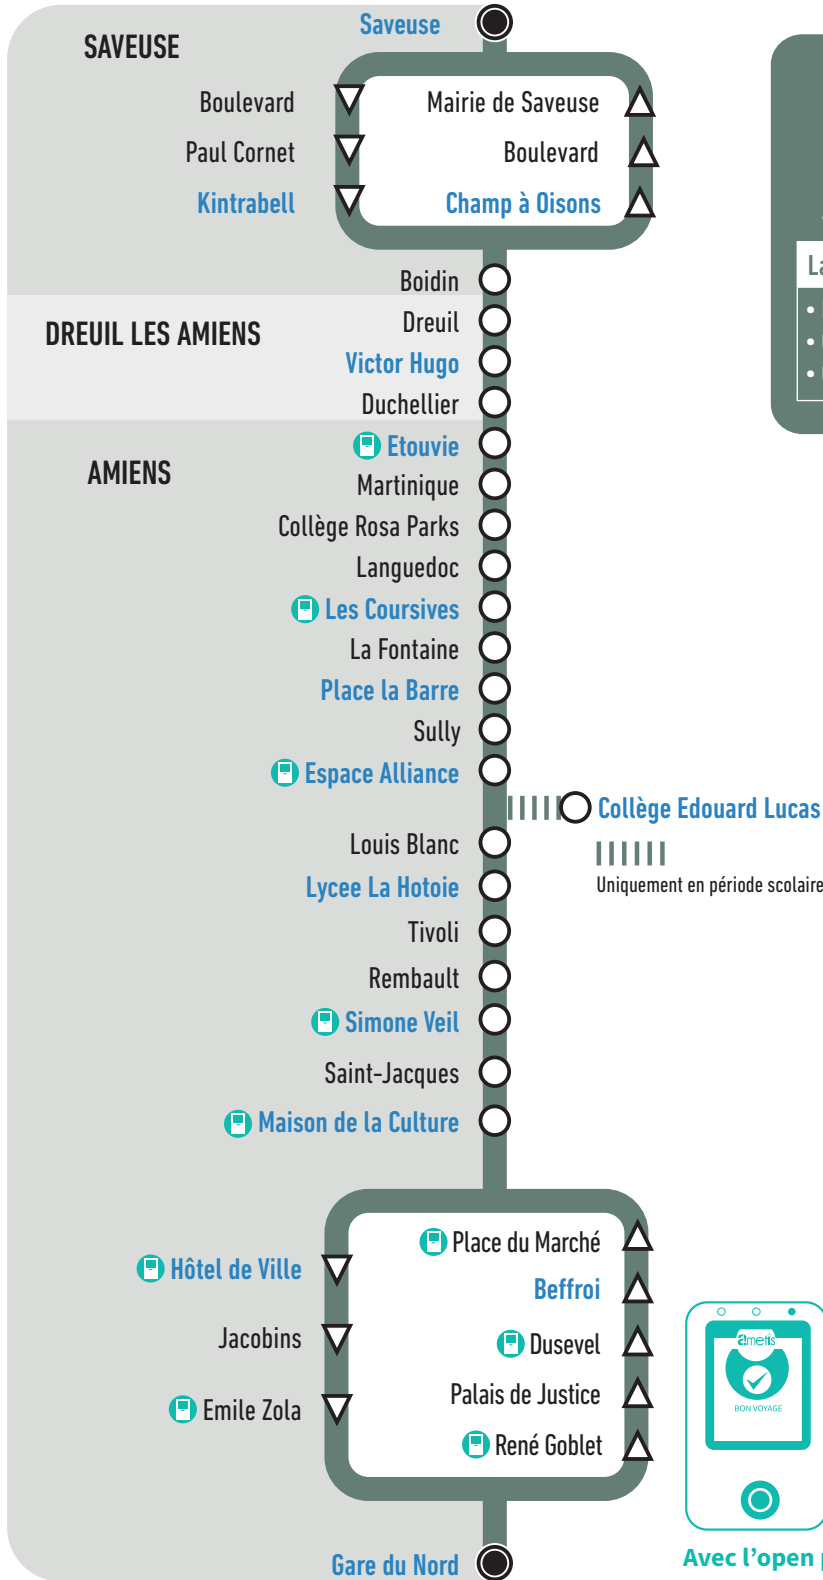 SAVEUSE
Saveuse
Boulevard
Paul Cornet
Kintrabell
Mairie de Saveuse
Boulevard
Champ à Oisons
Boidin
DREUIL LES AMIENS
Dreuil
Victor Hugo
Duchellier
AMIENS
Etouvie
Martinique
Collège Rosa Parks
Languedoc
Les Coursives
La Fontaine
Place la Barre
Sully
Espace Alliance
Collège Edouard Lucas
Uniquement en période scolaire
Louis Blanc
Lycee La Hotoie
Tivoli
Rembault
Simone Veil
Saint-Jacques
Maison de la Culture
Hôtel de Ville
Jacobins
Emile Zola
Place du Marché
Beffroi
Dusevel
Palais de Justice
René Goblet
Gare du Nord
ametis
BON VOYAGE
Avec l'open